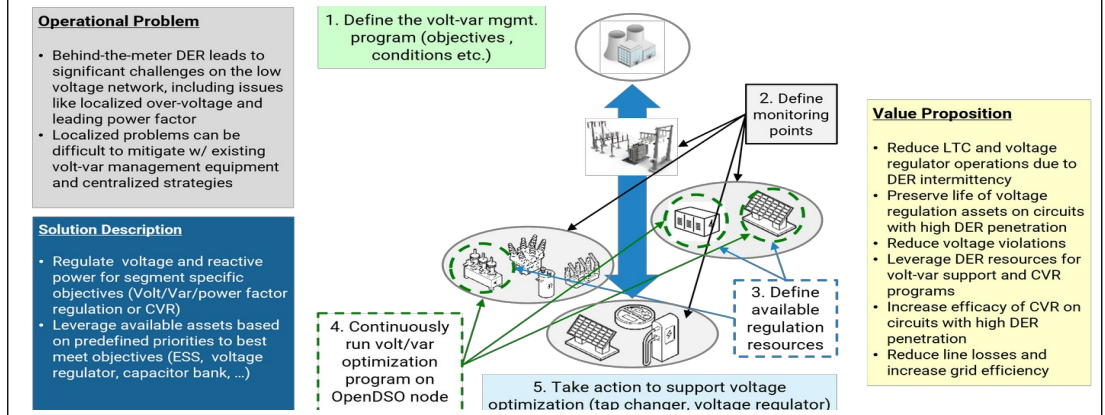 Operational Problem
• Behind-the-meter DER leads to
significant challenges on the low
voltage network, including issues
like localized over-voltage and
leading power factor
• Localized problems can be
difficult to mitigate w/ existing
volt-var management equipment
and centralized strategies
Solution Description
• Regulate voltage and reactive
power for segment specific
objectives (Volt/Var/power factor
regulation or CVR)
• Leverage available assets based
on predefined priorities to best
meet objectives (ESS, voltage
regulator, capacitor bank, ...)
1. Define the volt-var mgmt.
program (objectives ,
conditions etc.)
2. Define
monitoring
points
3. Define
available
regulation
resources
4. Continuously
run volt/var
optimization
program on
OpenDSO node
5. Take action to support voltage
optimization (tap changer, voltage regulator)
Value Proposition
• Reduce LTC and voltage
regulator operations due to
DER intermittency
• Preserve life of voltage
regulation assets on circuits
with high DER penetration
• Reduce voltage violations
• Leverage DER resources for
volt-var support and CVR
programs
• Increase efficacy of CVR on
circuits with high DER
penetration
• Reduce line losses and
increase grid efficiency